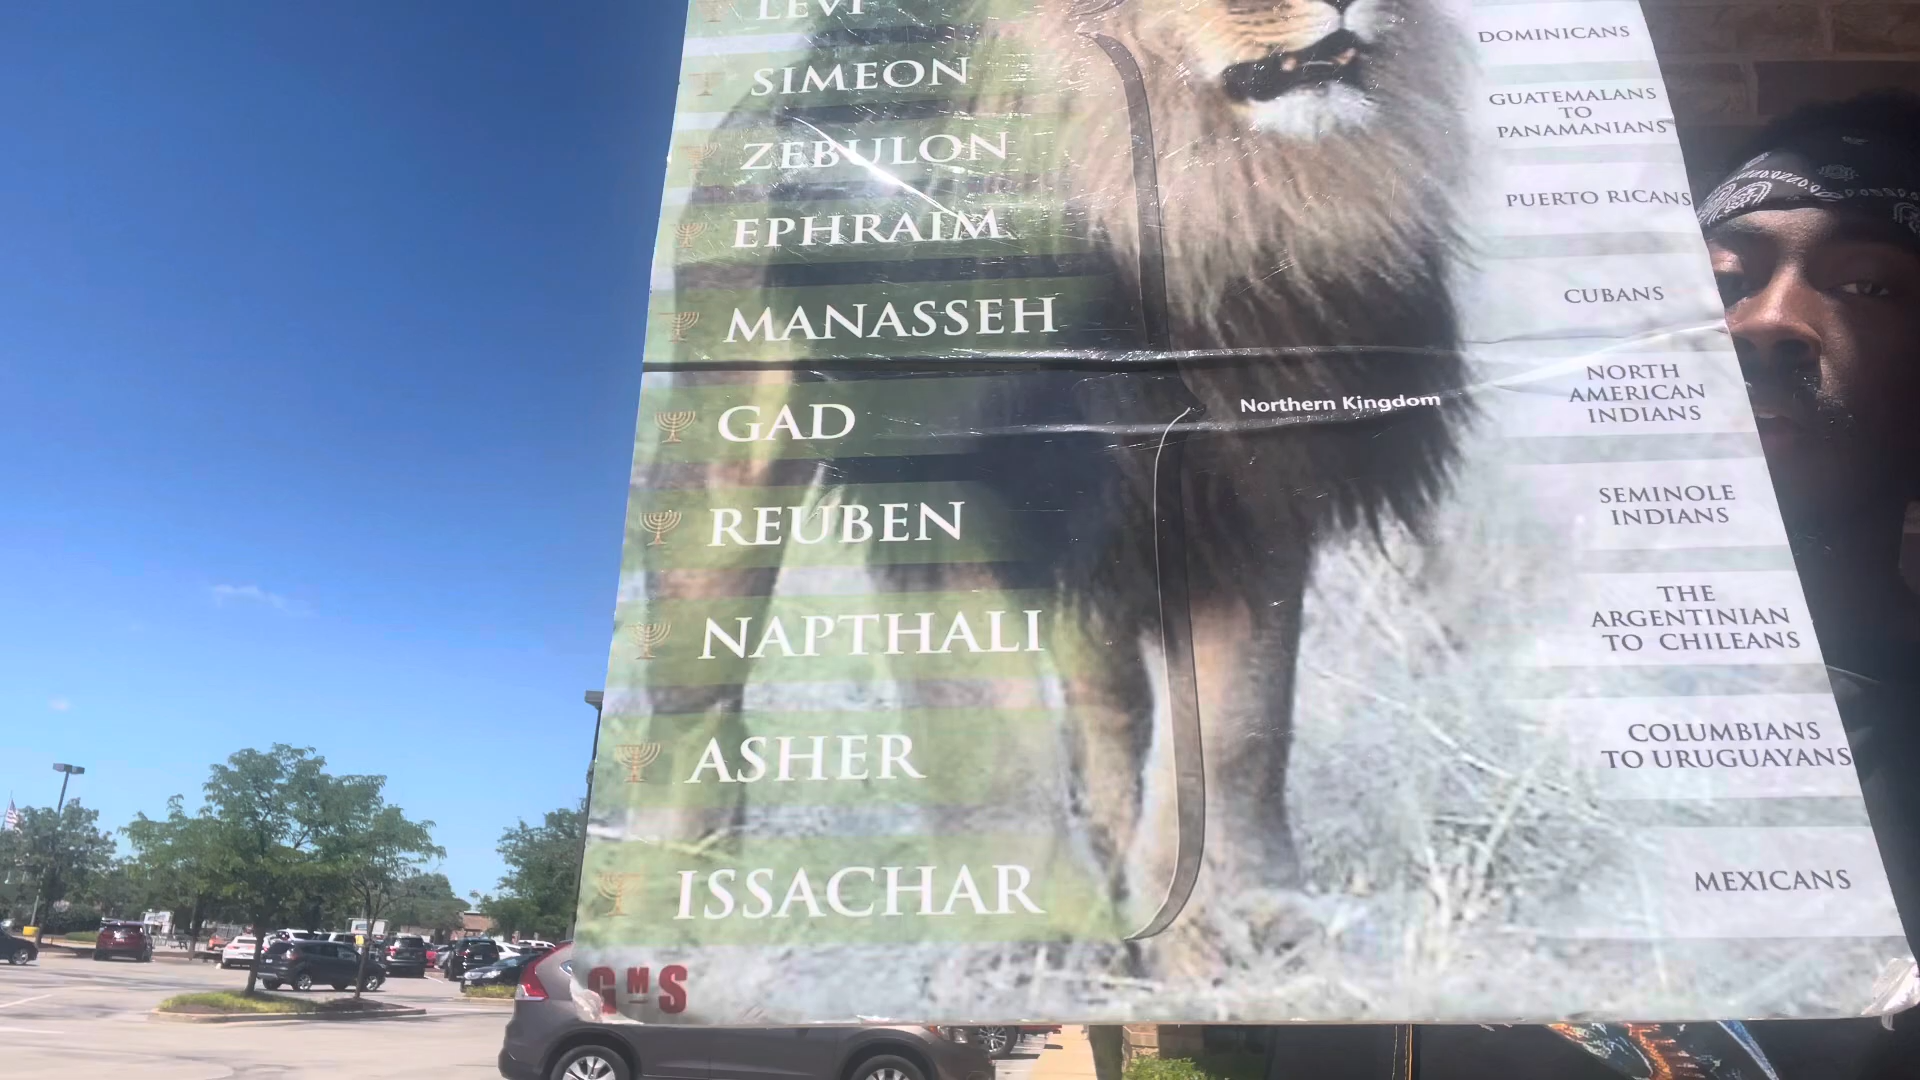 LEVI
SIMEON
ZEBULON
EPHRAIM
MANASSEH
GAD
REUBEN
NAPTHALI
ASHER
ISSACHAR
Northern Kingdom
DOMINICANS
GUATEMALANS
TO
PANAMANIANS
PUERTO RICANS
CUBANS
NORTH
AMERICAN
INDIANS
SEMINOLE
INDIANS
THE
ARGENTINIAN
TO CHILEANS
COLUMBIANS
TO URUGUAYANS
MEXICANS
GMS